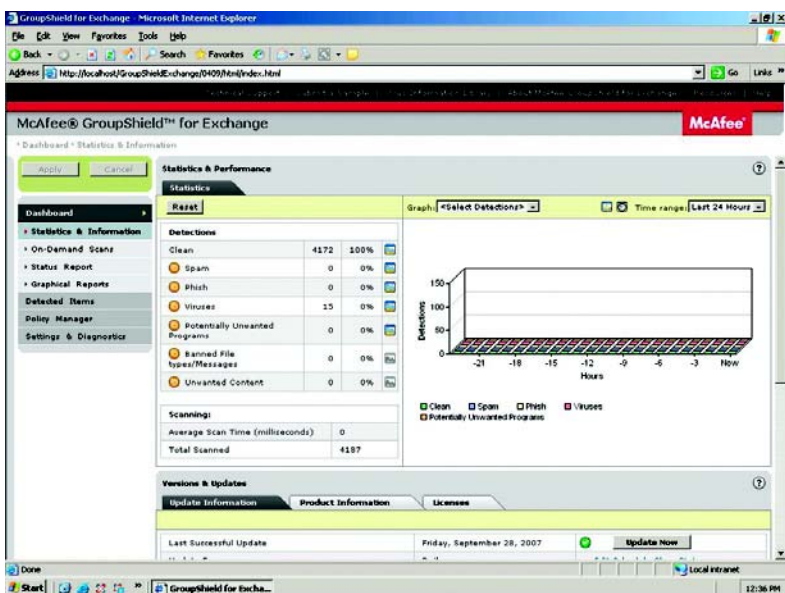 GroupShield for Exchange - Microsoft Internet Explorer
File Edit View Favorites Tools Help
Back Search Favorites
Address http://localhost/GroupShieldExchange/0409/html/index.html Go Links »
McAfee® GroupShield™ for Exchange McAfee
Dashboard Statistics & Information
Apply Cancel
Dashboard
Statistics & Information
On-Demand Scans
Status Report
Graphical Reports
Detected Items
Policy Manager
Settings & Diagnostics
Statistics & Performance
Statistics
Reset
Detections
Clean 4172 100%
Spam 0 0%
Phish 0 0%
Viruses 15 0%
Potentially Unwanted Programs 0 0%
Banned File types/Messages 0 0%
Unwanted Content 0 0%
Scanning:
Average Scan Time (milliseconds) 0
Total Scanned 4187
Graph: <Select Detections> Time range: Last 24 Hours
Detections
150
100
50
0
-21 -18 -15 -12 -9 -6 -3 Now
Hours
Clean Spam Phish Viruses
Potentially Unwanted Programs
Versions & Updates
Update Information Product Information Licenses
Last Successful Update Friday, September 28, 2007 Update Now
Done Local intranet
Start GroupShield for Excha... 12:36 PM